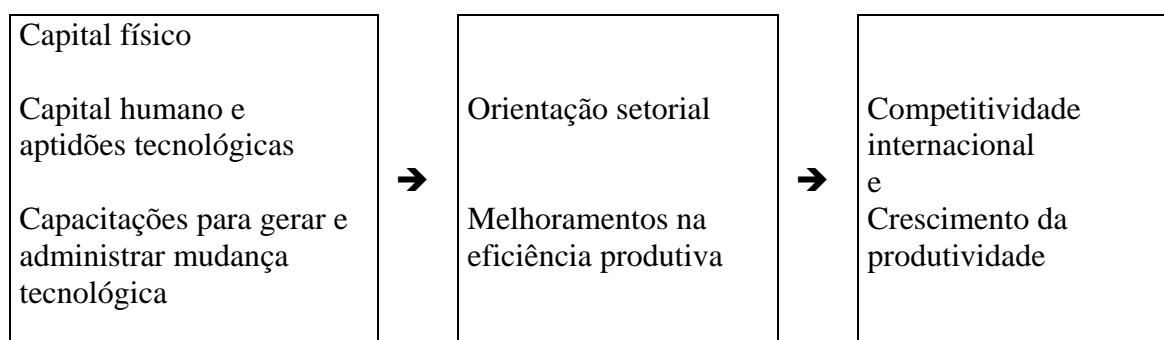 Capital físico
Capital humano e
aptidões tecnológicas
Capacitações para gerar e
administrar mudança
tecnológica
➔
Orientação setorial
Melhoramentos na
eficiência produtiva
➔
Competitividade
internacional
e
Crescimento da
produtividade